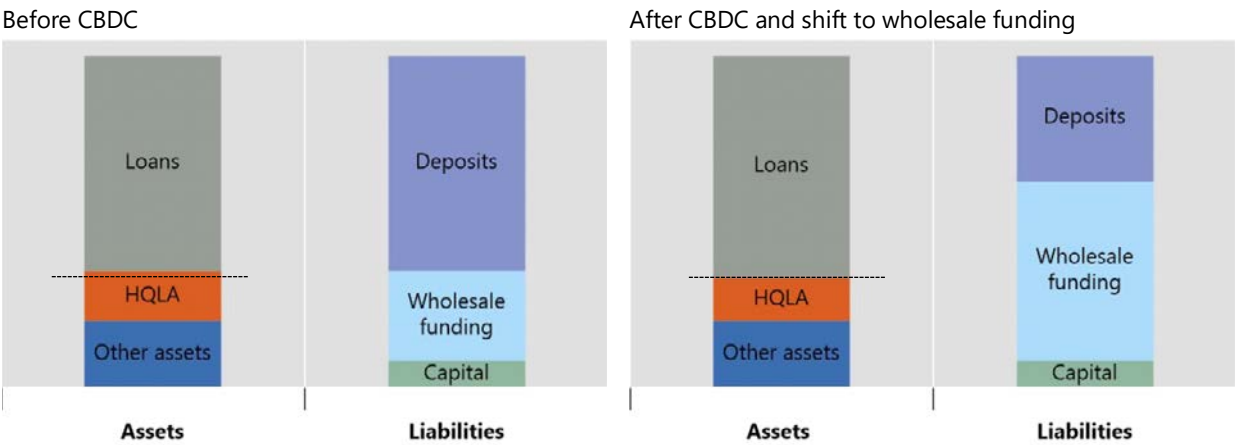 Before CBDC
Loans
HQLA
Other assets
Deposits
Wholesale
funding
Capital
Assets
Liabilities
After CBDC and shift to wholesale funding
Loans
HQLA
Other assets
Deposits
Wholesale
funding
Capital
Assets
Liabilities